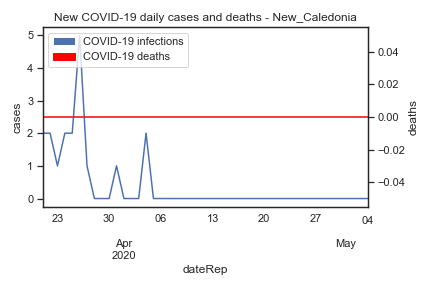 New COVID-19 daily cases and deaths - New_Caledonia
COVID-19 infections
COVID-19 deaths
5
4
3
2
1
0
cases
0.04
0.02
0.00
−0.02
−0.04
deaths
23 30 06 13 20 27 04
Apr May
2020
dateRep